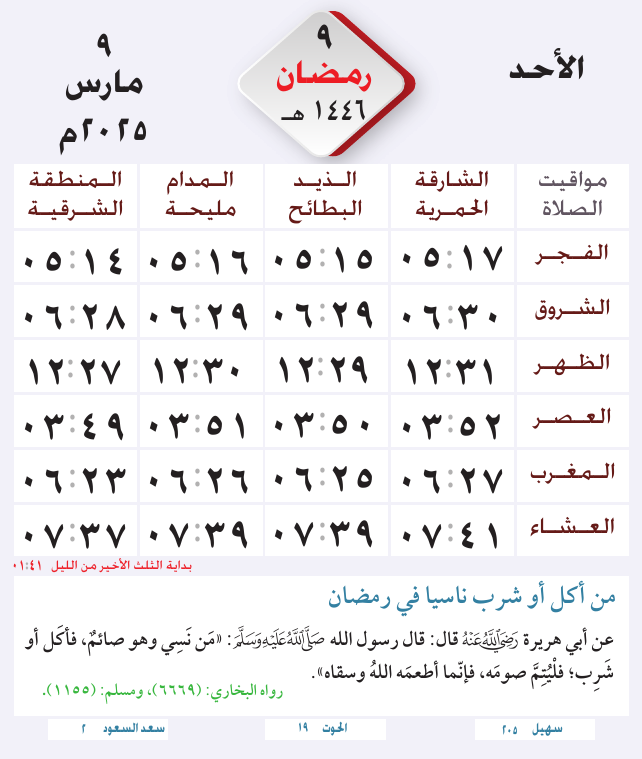 الأحد
٩
رمضان
١٤٤٦ هـ
٩
مارس
٢٠٢٥م
مواقيت الصلاة | الشارقة الحمرية | الذيد البطائح | المدام مليحة | المنطقة الشرقية
الفجر ٠٥:١٧ ٠٥:١٥ ٠٥:١٦ ٠٥:١٤
الشروق ٠٦:٣٠ ٠٦:٢٩ ٠٦:٢٩ ٠٦:٢٨
الظهر ١٢:٣١ ١٢:٢٩ ١٢:٣٠ ١٢:٢٧
العصر ٠٣:٥٢ ٠٣:٥٠ ٠٣:٥١ ٠٣:٤٩
المغرب ٠٦:٢٧ ٠٦:٢٥ ٠٦:٢٦ ٠٦:٢٣
العشاء ٠٧:٤١ ٠٧:٣٩ ٠٧:٣٩ ٠٧:٣٧
بداية الثلث الأخير من الليل ٠١:٤١
من أكل أو شرب ناسيا في رمضان
عن أبي هريرة رَضِيَ اللَّهُ عَنْهُ قال: قال رسول الله صَلَّى اللَّهُ عَلَيْهِ وَسَلَّمَ: «مَن نَسِي وهو صائمٌ، فأكَل أو
شَرِب؛ فلْيُتِمَّ صومَه، فإنّما أطعمَه اللهُ وسقاه».
رواه البخاري: (٦٦٦٩)، ومسلم: (١١٥٥).
سهيل ٢٠٥
الحوت ١٩
سعد السعود ٢